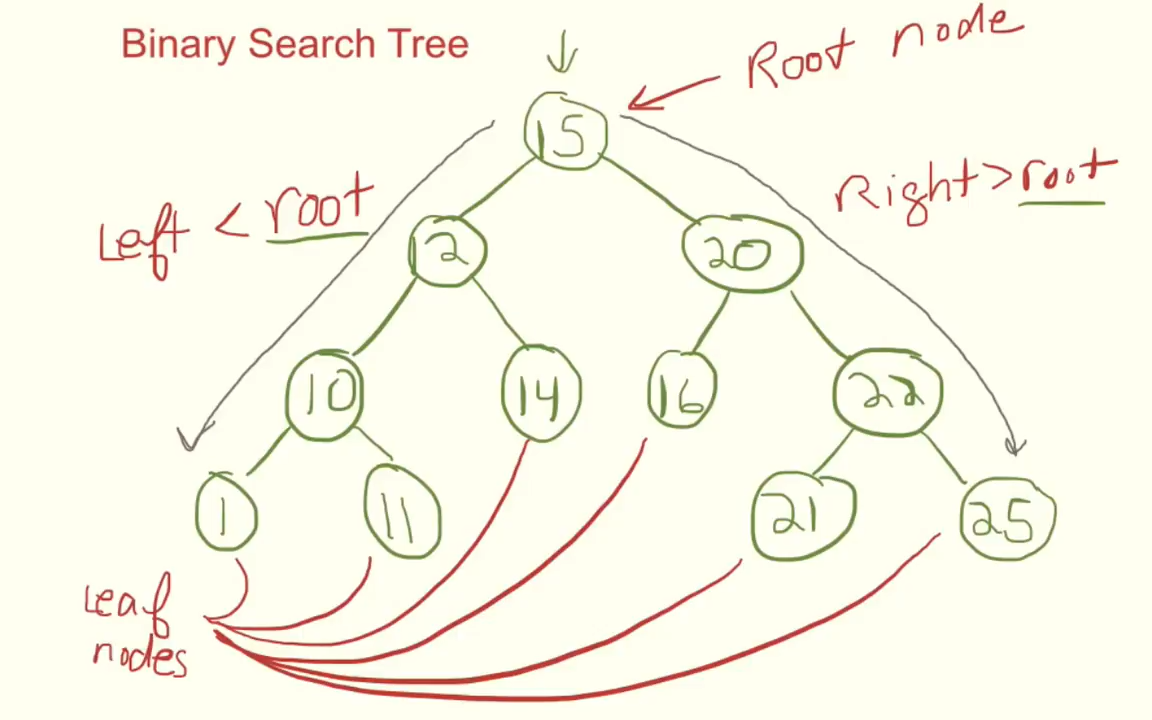 Binary Search Tree
Root node
15
Left < root
Right > root
12
20
10
14
16
22
1
11
21
25
Leaf
nodes